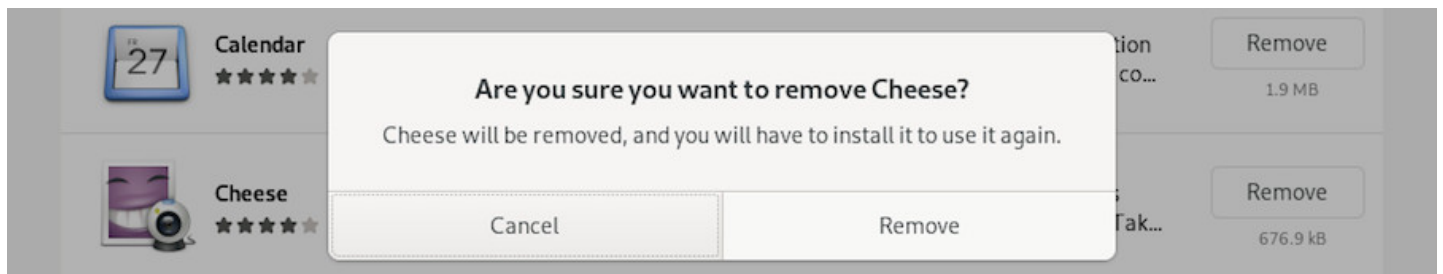 FR
27
Calendar
tion
co...
Remove
1.9 MB
Are you sure you want to remove Cheese?
Cheese will be removed, and you will have to install it to use it again.
Cancel
Remove
Cheese
s
Tak...
Remove
676.9 kB